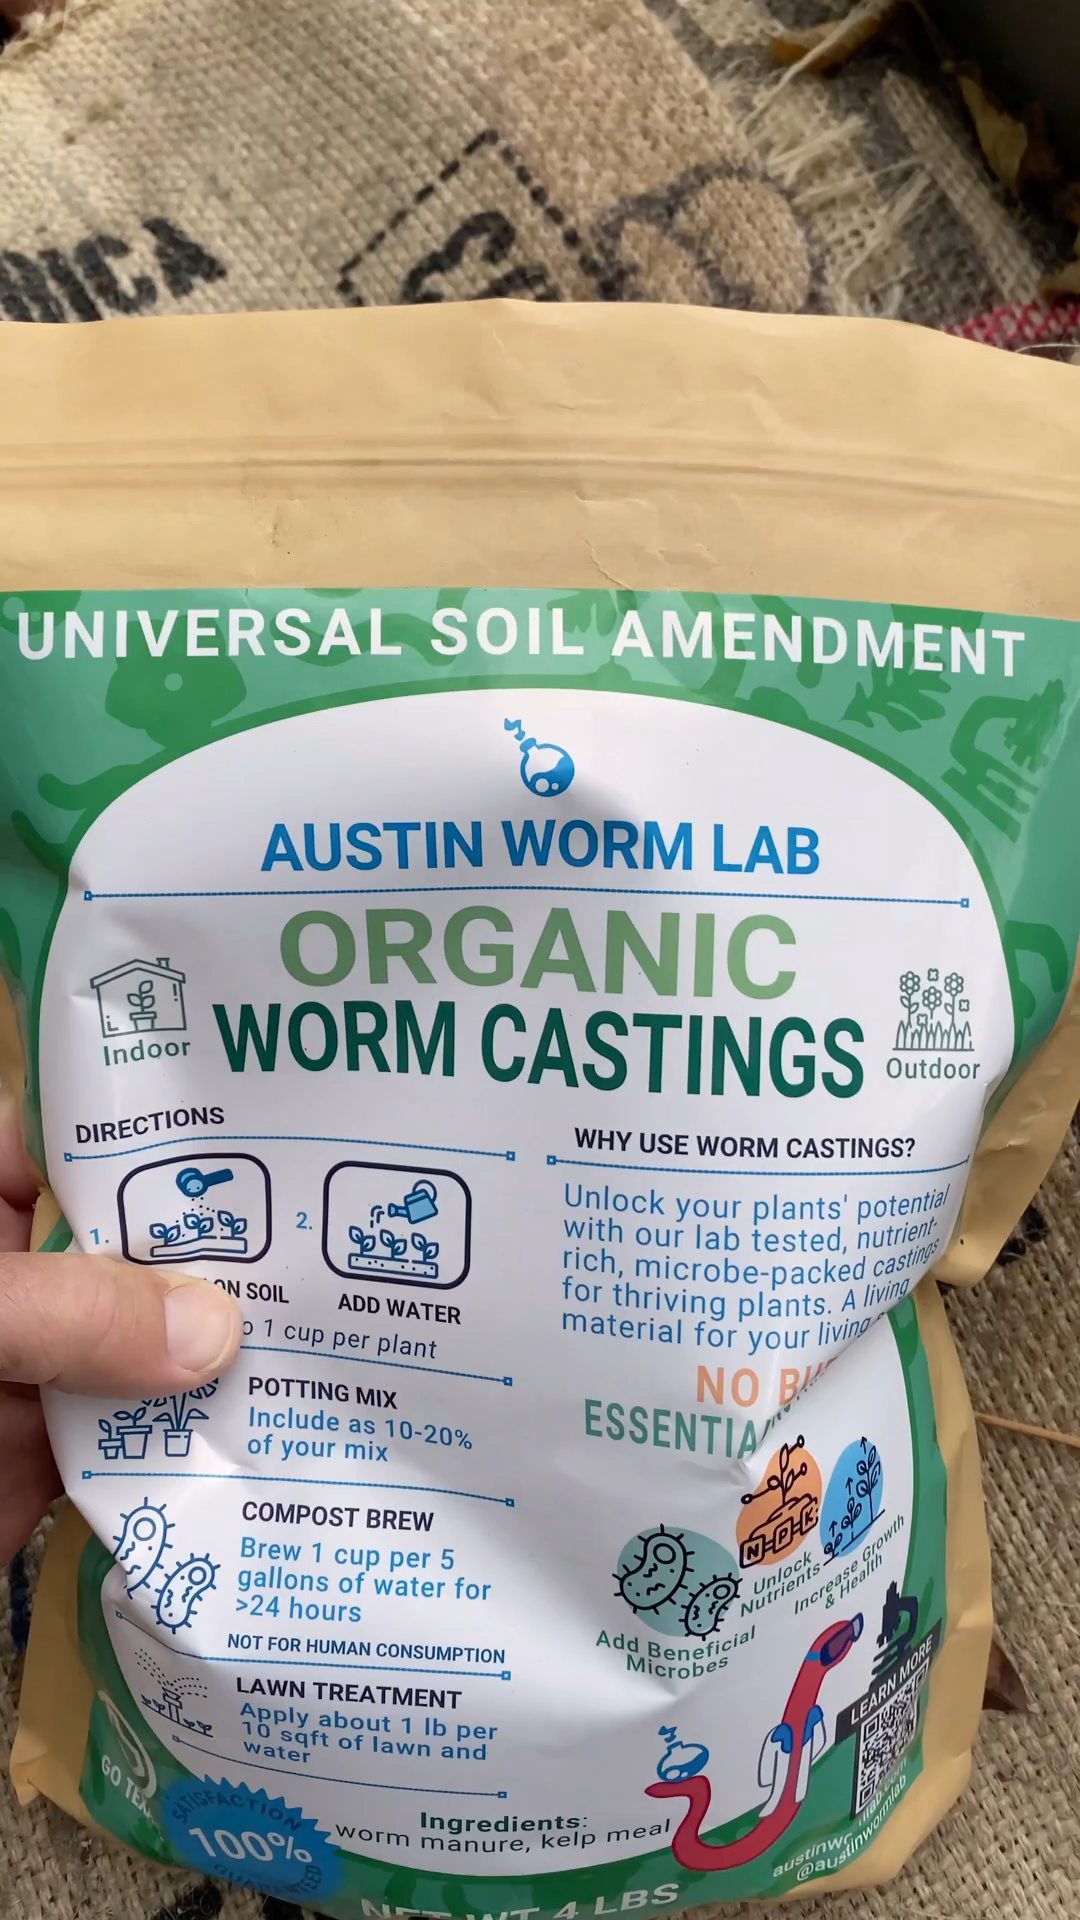 UNIVERSAL SOIL AMENDMENT
AUSTIN WORM LAB
ORGANIC
WORM CASTINGS
Indoor
Outdoor
DIRECTIONS
1.
2.
ON SOIL
ADD WATER
1 cup per plant
POTTING MIX
Include as 10-20%
of your mix
COMPOST BREW
Brew 1 cup per 5
gallons of water for
>24 hours
NOT FOR HUMAN CONSUMPTION
LAWN TREATMENT
Apply about 1 lb per
10 sqft of lawn and
water
WHY USE WORM CASTINGS?
Unlock your plants' potential
with our lab tested, nutrient-
rich, microbe-packed castings
for thriving plants. A living
material for your living
NO
N-P-K
Unlock
Nutrients
Increase Growth
& Health
Add Beneficial
Microbes
LEARN MORE
GO
SATISFACTION
100%
GUARANTEED
Ingredients:
worm manure, kelp meal
@austinwormlab
NET WT 4 LBS